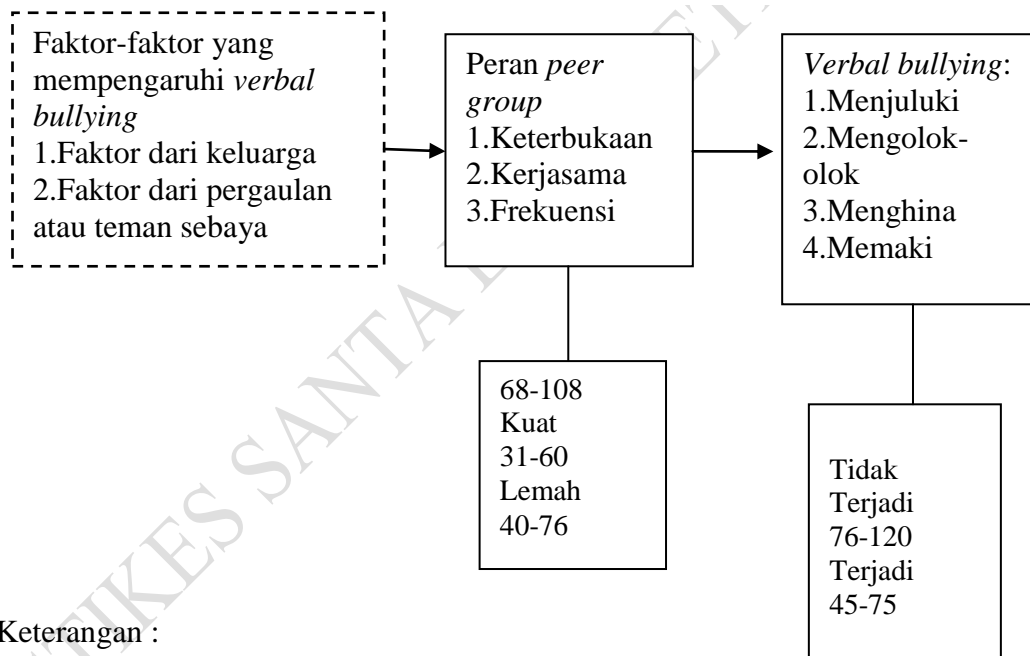 Faktor-faktor yang
mempengaruhi verbal
bullying
1.Faktor dari keluarga
2.Faktor dari pergaulan
atau teman sebaya
Peran peer
group
1.Keterbukaan
2.Kerjasama
3.Frekuensi
Verbal bullying:
1.Menjuluki
2.Mengolok-
olok
3.Menghina
4.Memaki
68-108
Kuat
31-60
Lemah
40-76
Tidak
Terjadi
76-120
Terjadi
45-75
Keterangan :
SANTA